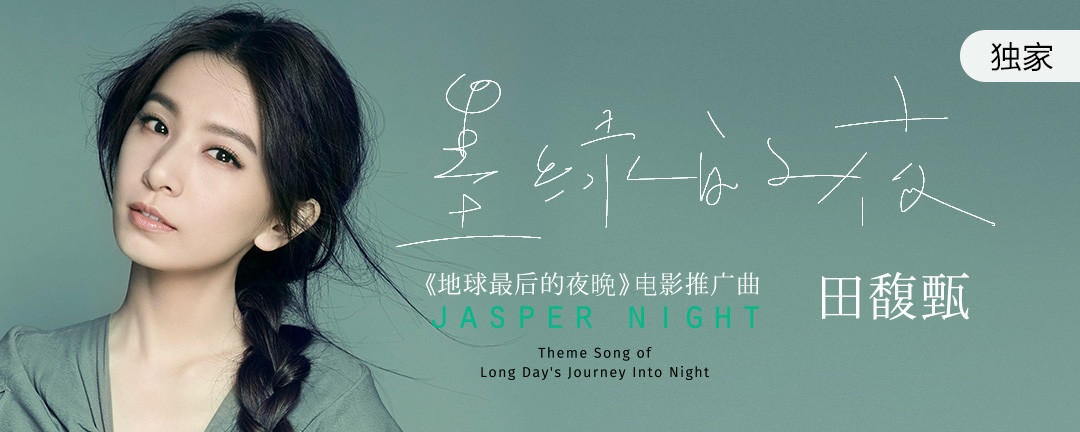 独家
墨绿的夜
《地球最后的夜晚》电影推广曲
JASPER NIGHT
田馥甄
Theme Song of
Long Day's Journey Into Night